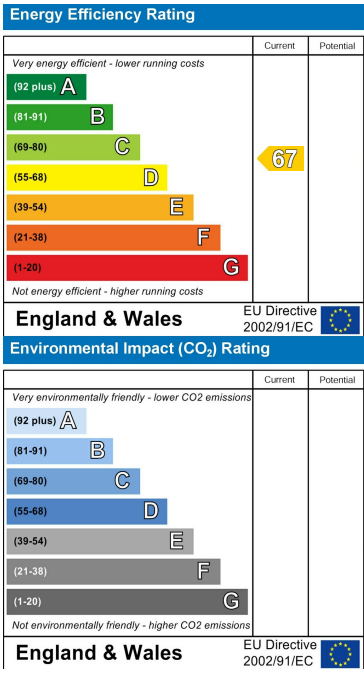 Energy Efficiency Rating
Current Potential
Very energy efficient - lower running costs
(92 plus) A
(81-91) B
(69-80) C
67
(55-68) D
(39-54) E
(21-38) F
(1-20) G
Not energy efficient - higher running costs
England & Wales
EU Directive
2002/91/EC
Environmental Impact (CO₂) Rating
Current Potential
Very environmentally friendly - lower CO2 emissions
(92 plus) A
(81-91) B
(69-80) C
(55-68) D
(39-54) E
(21-38) F
(1-20) G
Not environmentally friendly - higher CO2 emissions
England & Wales
EU Directive
2002/91/EC